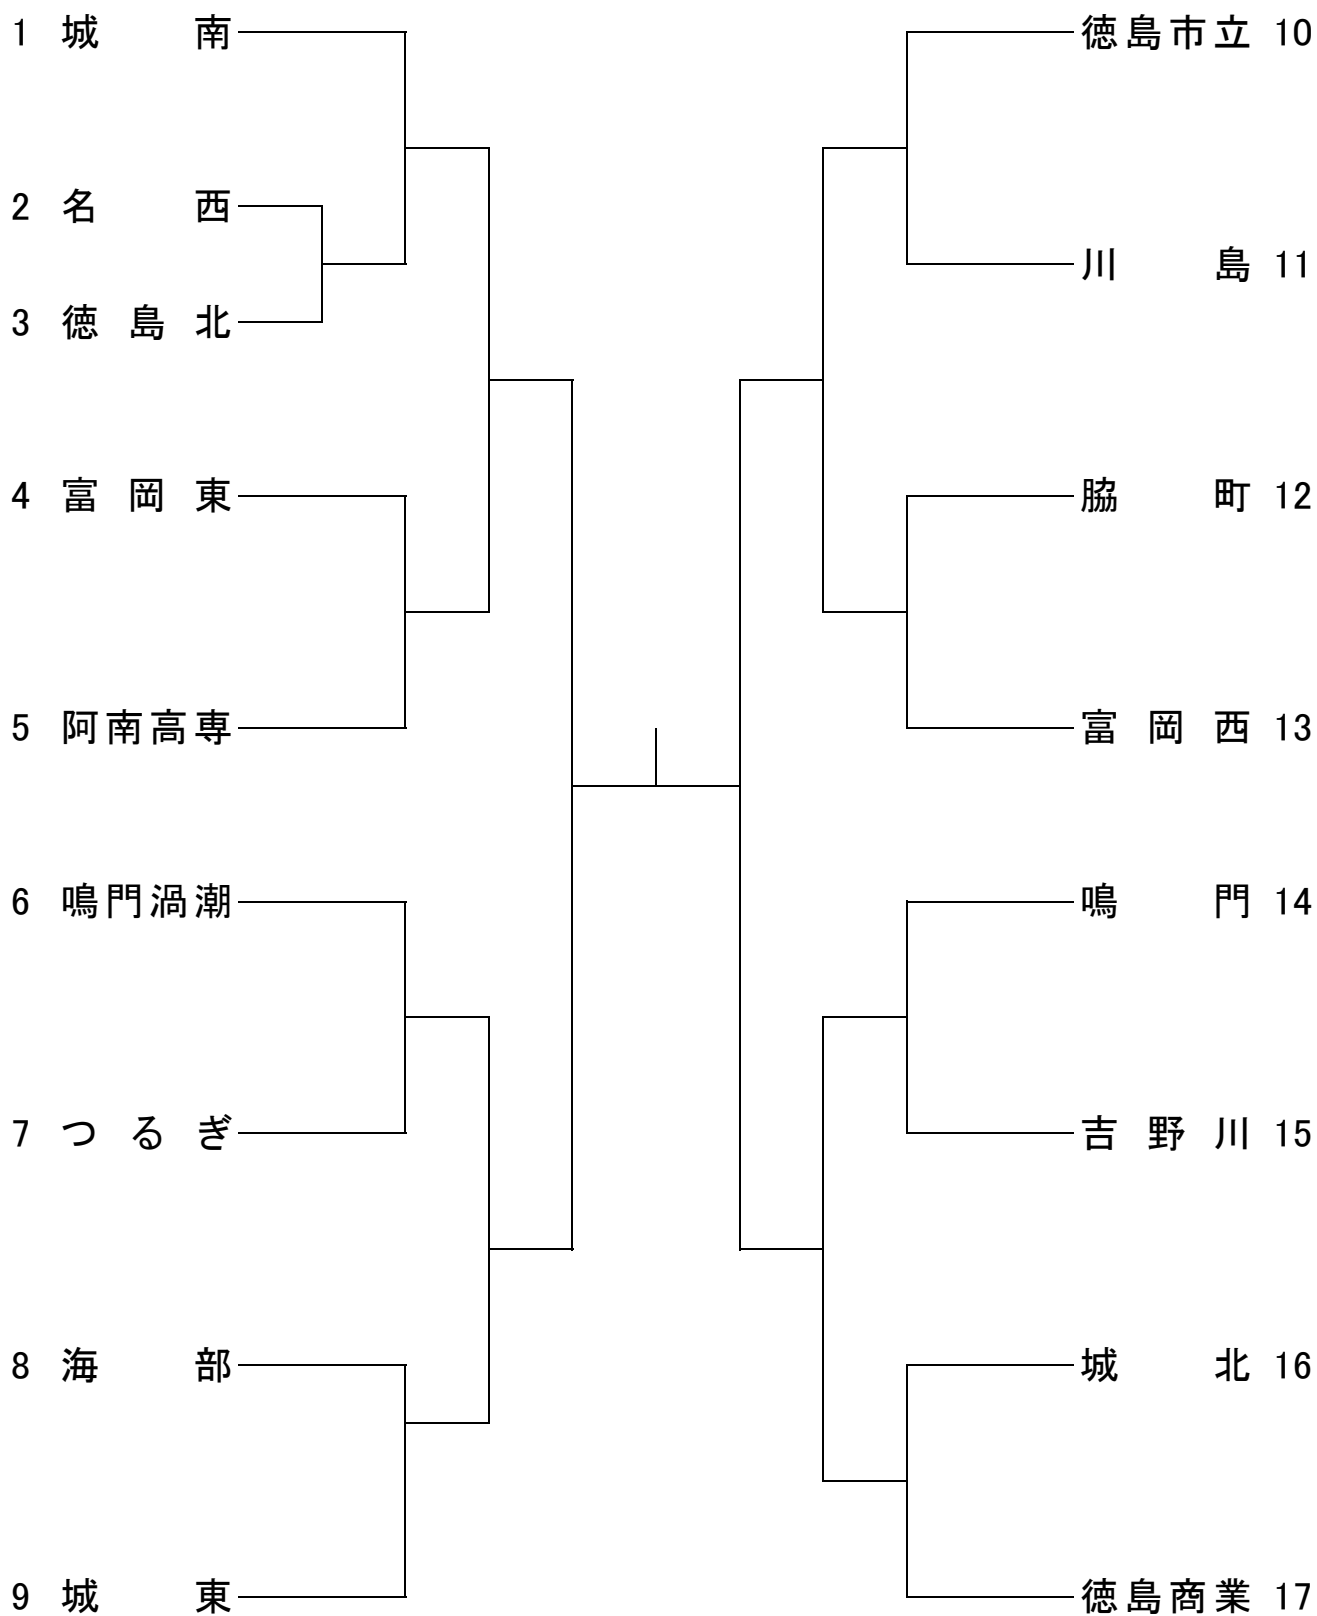 1 城南
2 名西
3 徳島北
4 富岡東
5 阿南高専
6 鳴門渦潮
7 つるぎ
8 海部
9 城東
徳島市立 10
川島 11
脇町 12
富岡西 13
鳴門 14
吉野川 15
城北 16
徳島商業 17